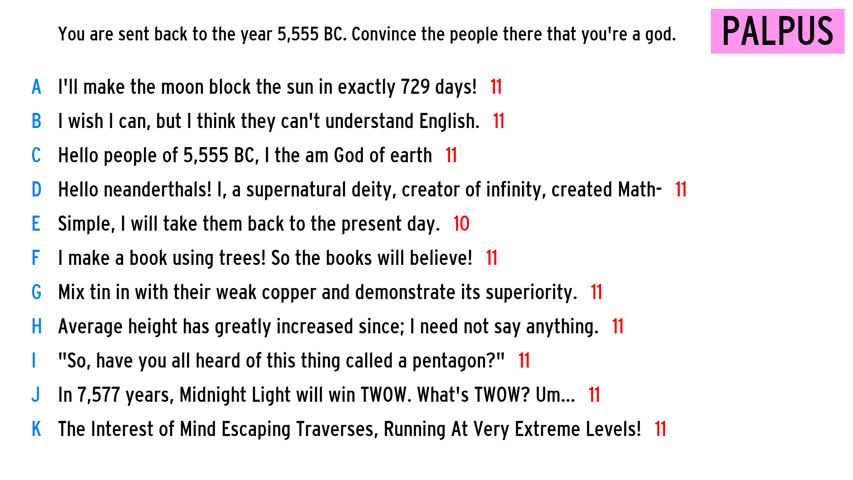 You are sent back to the year 5,555 BC. Convince the people there that you're a god.
PALPUS
A I'll make the moon block the sun in exactly 729 days! 11
B I wish I can, but I think they can't understand English. 11
C Hello people of 5,555 BC, I the am God of earth 11
D Hello neanderthals! I, a supernatural deity, creator of infinity, created Math- 11
E Simple, I will take them back to the present day. 10
F I make a book using trees! So the books will believe! 11
G Mix tin in with their weak copper and demonstrate its superiority. 11
H Average height has greatly increased since; I need not say anything. 11
I "So, have you all heard of this thing called a pentagon?" 11
J In 7,577 years, Midnight Light will win TWOW. What's TWOW? Um... 11
K The Interest of Mind Escaping Traverses, Running At Very Extreme Levels! 11